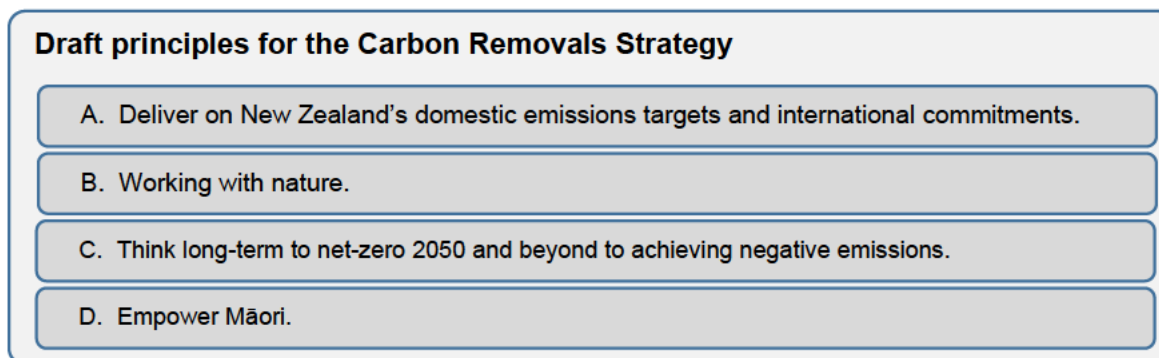 Draft principles for the Carbon Removals Strategy
A. Deliver on New Zealand’s domestic emissions targets and international commitments.
B. Working with nature.
C. Think long-term to net-zero 2050 and beyond to achieving negative emissions.
D. Empower Māori.